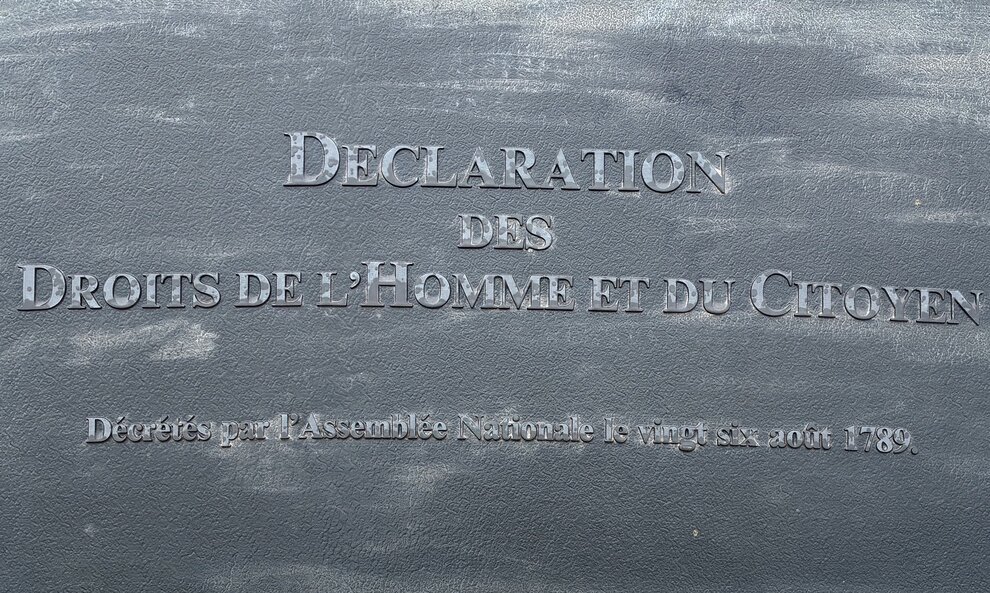 DECLARATION
DES
DROITS DE L'HOMME ET DU CITOYEN
Décrétés par l'Assemblée Nationale le vingt six août 1789.